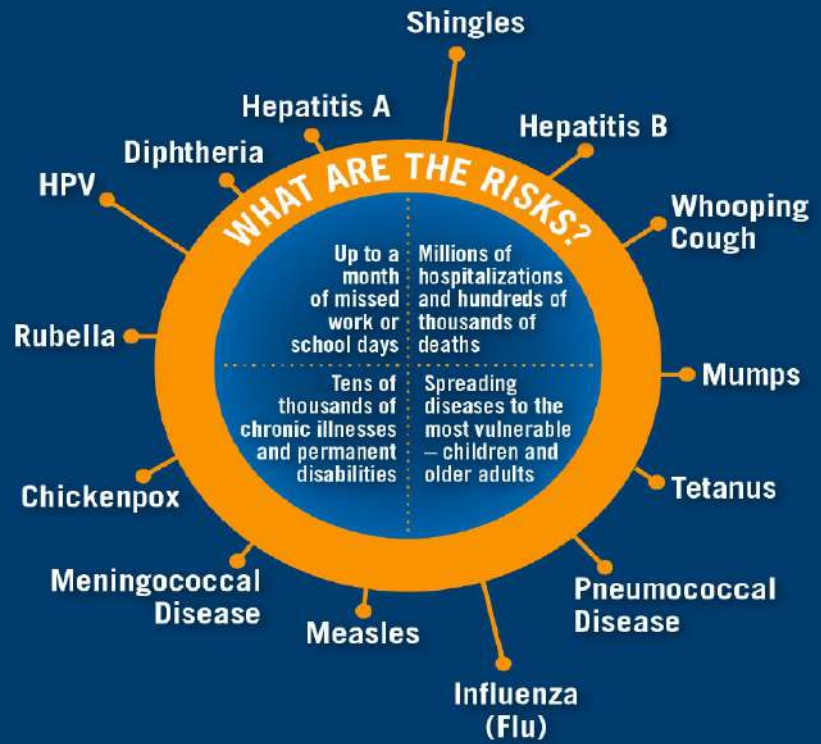 Shingles
Hepatitis A
Hepatitis B
Diphtheria
HPV
Whooping
Cough
WHAT ARE THE RISKS?
Up to a
month
of missed
work or
school days
Millions of
hospitalizations
and hundreds of
thousands of
deaths
Rubella
Mumps
Tens of
thousands of
chronic illnesses
and permanent
disabilities
Spreading
diseases to the
most vulnerable
– children and
older adults
Chickenpox
Tetanus
Meningococcal
Disease
Pneumococcal
Disease
Measles
Influenza
(Flu)